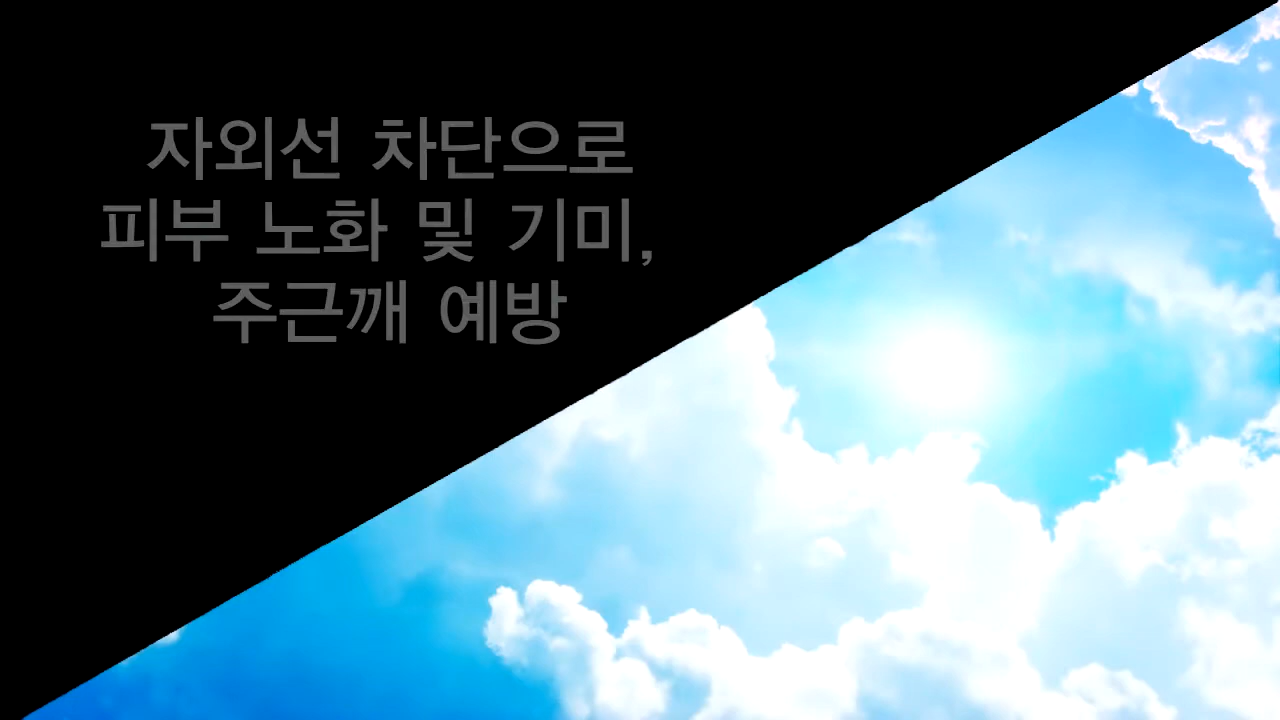 자외선 차단으로
피부 노화 및 기미,
주근깨 예방